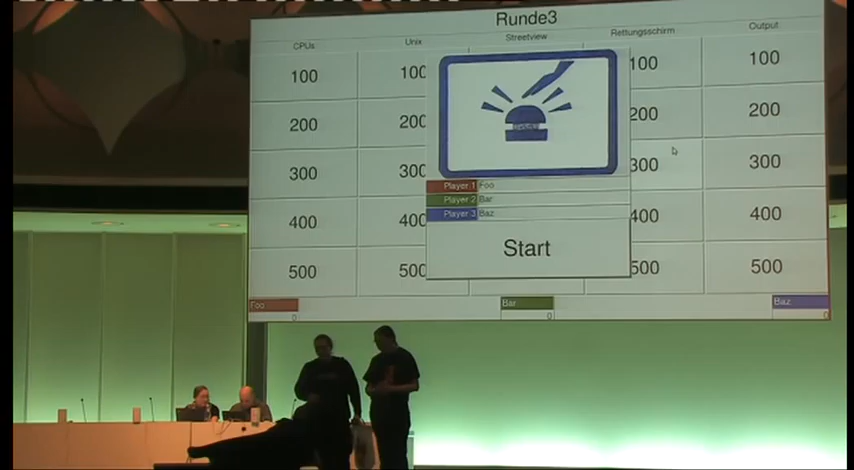 Runde3
CPUs Unix Streetview Rettungsschirm Output
100 100 100 100
200 200 200 200
300 300 300 300
400 400 400 400
500 500 500 500
Player 1 Foo
Player 2 Bar
Player 3 Baz
Start
Foo Bar Baz
0 0 0